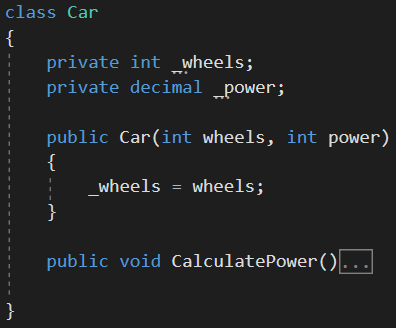 class Car
{
private int _wheels;
private decimal _power;
public Car(int wheels, int power)
{
_wheels = wheels;
}
public void CalculatePower()...
}